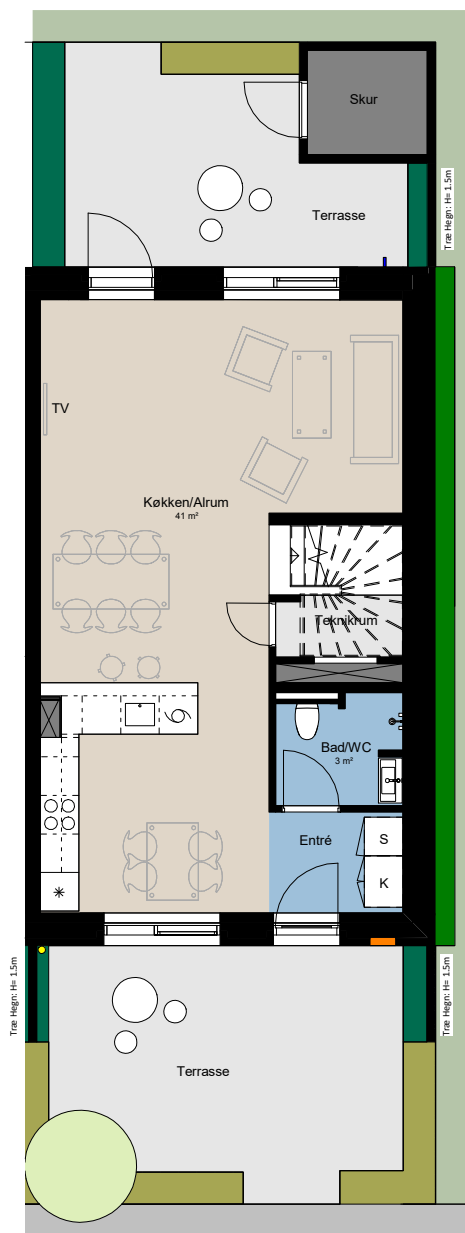 Skur
Træ Hegn: H= 1.5m
Terrasse
TV
Køkken/Alrum
41 m²
Teknikrum
Bad/WC
3 m²
Entré
S
K
Træ Hegn: H= 1.5m
Træ Hegn: H= 1.5m
Terrasse